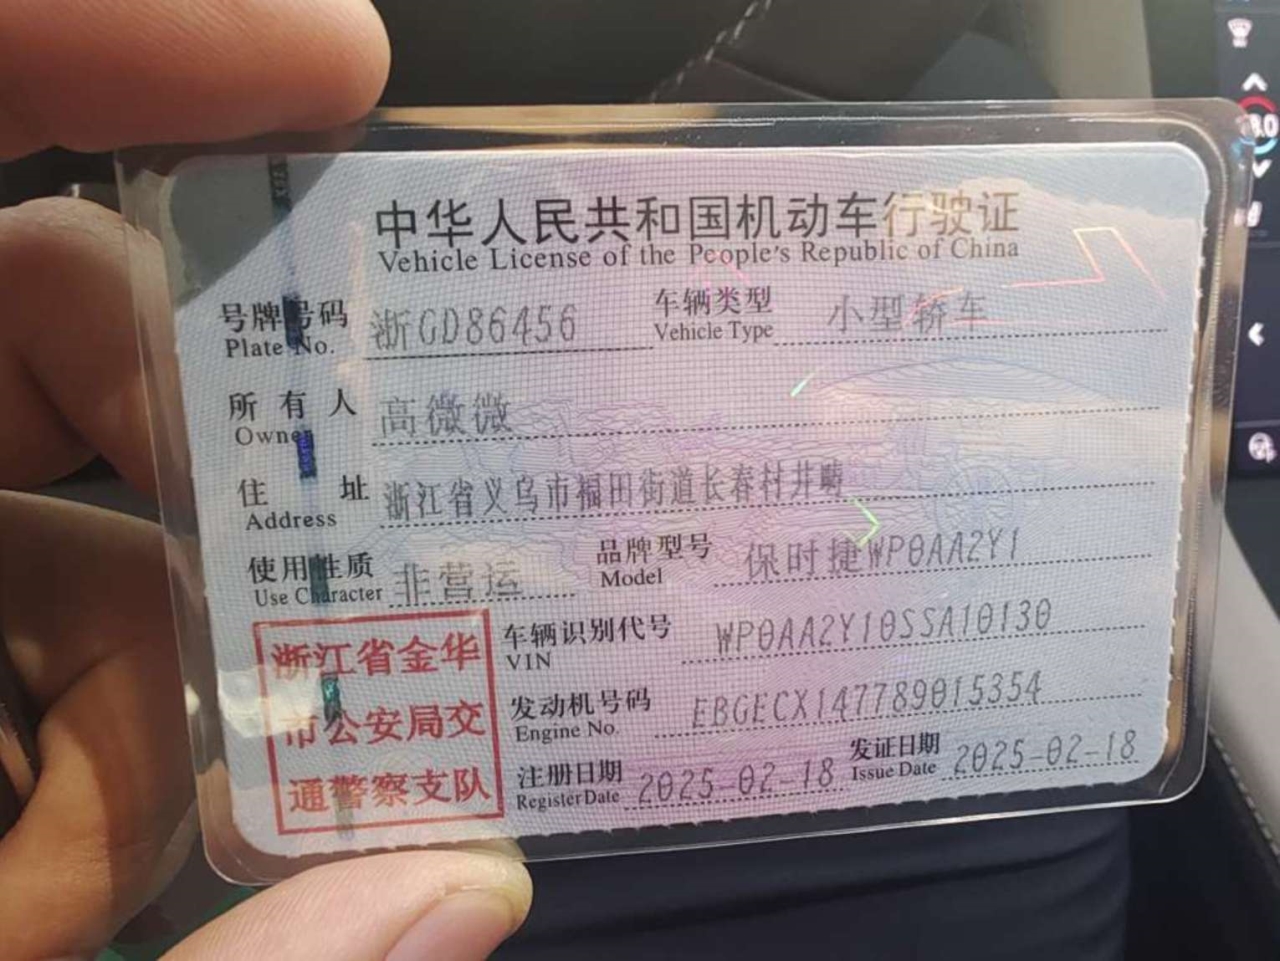 中华人民共和国机动车行驶证
Vehicle License of the People's Republic of China
号牌号码 浙GD86456 车辆类型 小型轿车
Plate No. Vehicle Type
所有人 高微微
Owner
住址 浙江省义乌市福田街道长春村井畴
Address
使用性质 非营运 品牌型号 保时捷WP0AA2Y1
Use Character Model
车辆识别代号 WP0AA2Y10SSA10130
VIN
发动机号码 EBGECX147789015354
Engine No.
注册日期 2025-02-18 发证日期 2025-02-18
Register Date Issue Date
浙江省金华
市公安局交
通警察支队